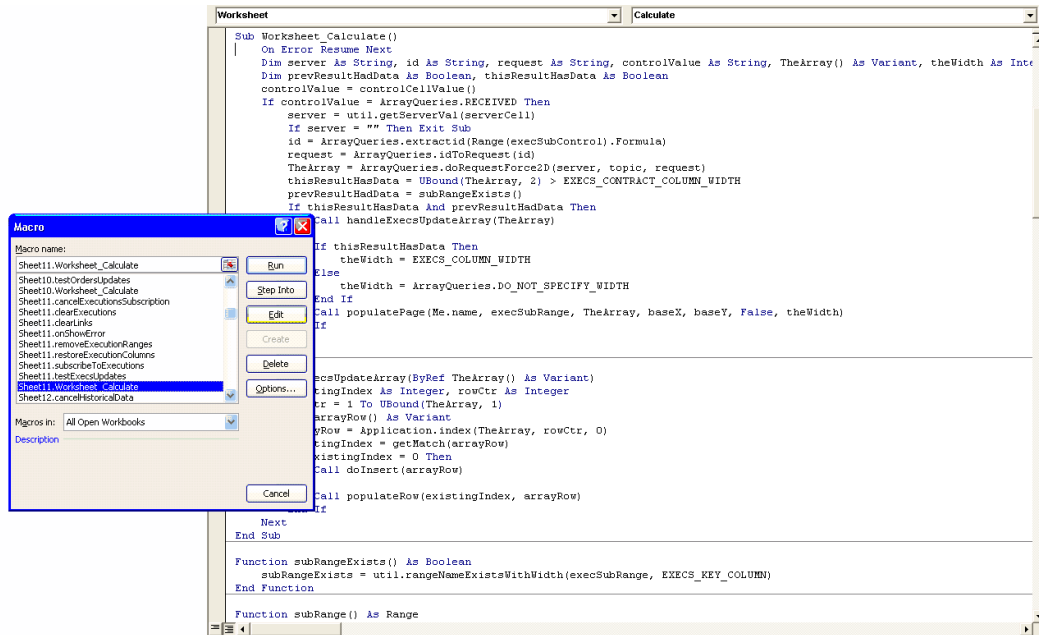 Worksheet
Calculate
Sub Worksheet_Calculate()
On Error Resume Next
Dim server As String, id As String, request As String, controlValue As String, TheArray() As Variant, theWidth As Inte
Dim prevResultHadData As Boolean, thisResultHasData As Boolean
controlValue = controlCellValue()
If controlValue = ArrayQueries.RECEIVED Then
server = util.getServerVal(serverCell)
If server = "" Then Exit Sub
id = ArrayQueries.extractid(Range(execSubControl).Formula)
request = ArrayQueries.idToRequest(id)
TheArray = ArrayQueries.doRequestForce2D(server, topic, request)
thisResultHasData = UBound(TheArray, 2) > EXECS_CONTRACT_COLUMN_WIDTH
prevResultHadData = subRangeExists()
If thisResultHasData And prevResultHadData Then
Call handleExecsUpdateArray(TheArray)
If thisResultHasData Then
theWidth = EXECS_COLUMN_WIDTH
Else
theWidth = ArrayQueries.DO_NOT_SPECIFY_WIDTH
End If
Call populatePage(Me.name, execSubRange, TheArray, baseX, baseY, False, theWidth)
If
ecsUpdateArray(ByRef TheArray() As Variant)
tingIndex As Integer, rowCtr As Integer
tr = 1 To UBound(TheArray, 1)
arrayRow() As Variant
yRow = Application.index(TheArray, rowCtr, 0)
tingIndex = getMatch(arrayRow)
xistingIndex = 0 Then
Call doInsert(arrayRow)
Call populateRow(existingIndex, arrayRow)
End If
Next
End Sub
Function subRangeExists() As Boolean
subRangeExists = util.rangeNameExistsWithWidth(execSubRange, EXECS_KEY_COLUMN)
End Function
Function subRange() As Range
Macro
Macro name:
Sheet11.Worksheet_Calculate
Sheet10.testOrdersUpdates
Sheet10.Worksheet_Calculate
Sheet11.cancelExecutionsSubscription
Sheet11.clearExecutions
Sheet11.clearLinks
Sheet11.onShowError
Sheet11.removeExecutionRanges
Sheet11.restoreExecutionColumns
Sheet11.subscribeToExecutions
Sheet11.testExecsUpdates
Sheet11.Worksheet_Calculate
Sheet12.cancelHistoricalData
Run
Step Into
Edit
Create
Delete
Options...
Macros in: All Open Workbooks
Description
Cancel